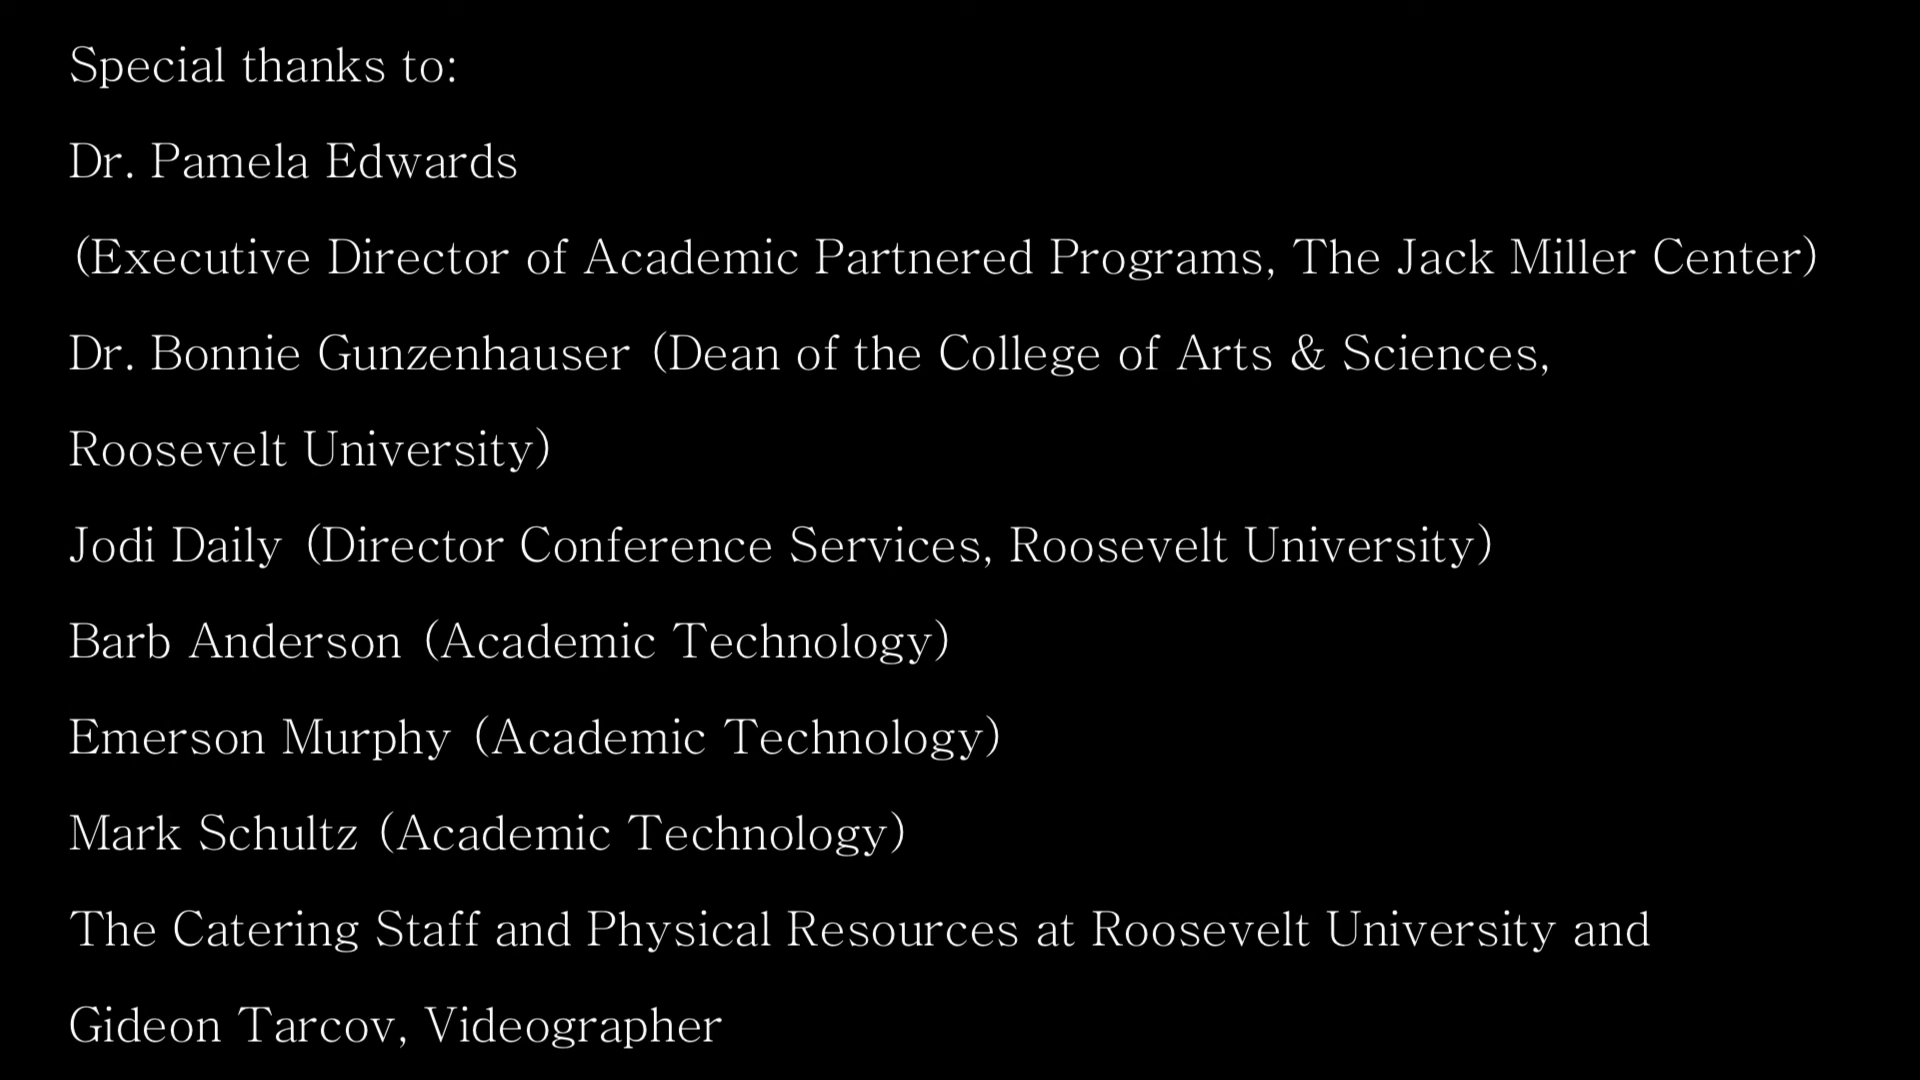 Special thanks to:
Dr. Pamela Edwards
(Executive Director of Academic Partnered Programs, The Jack Miller Center)
Dr. Bonnie Gunzenhauser (Dean of the College of Arts & Sciences,
Roosevelt University)
Jodi Daily (Director Conference Services, Roosevelt University)
Barb Anderson (Academic Technology)
Emerson Murphy (Academic Technology)
Mark Schultz (Academic Technology)
The Catering Staff and Physical Resources at Roosevelt University and
Gideon Tarcov, Videographer